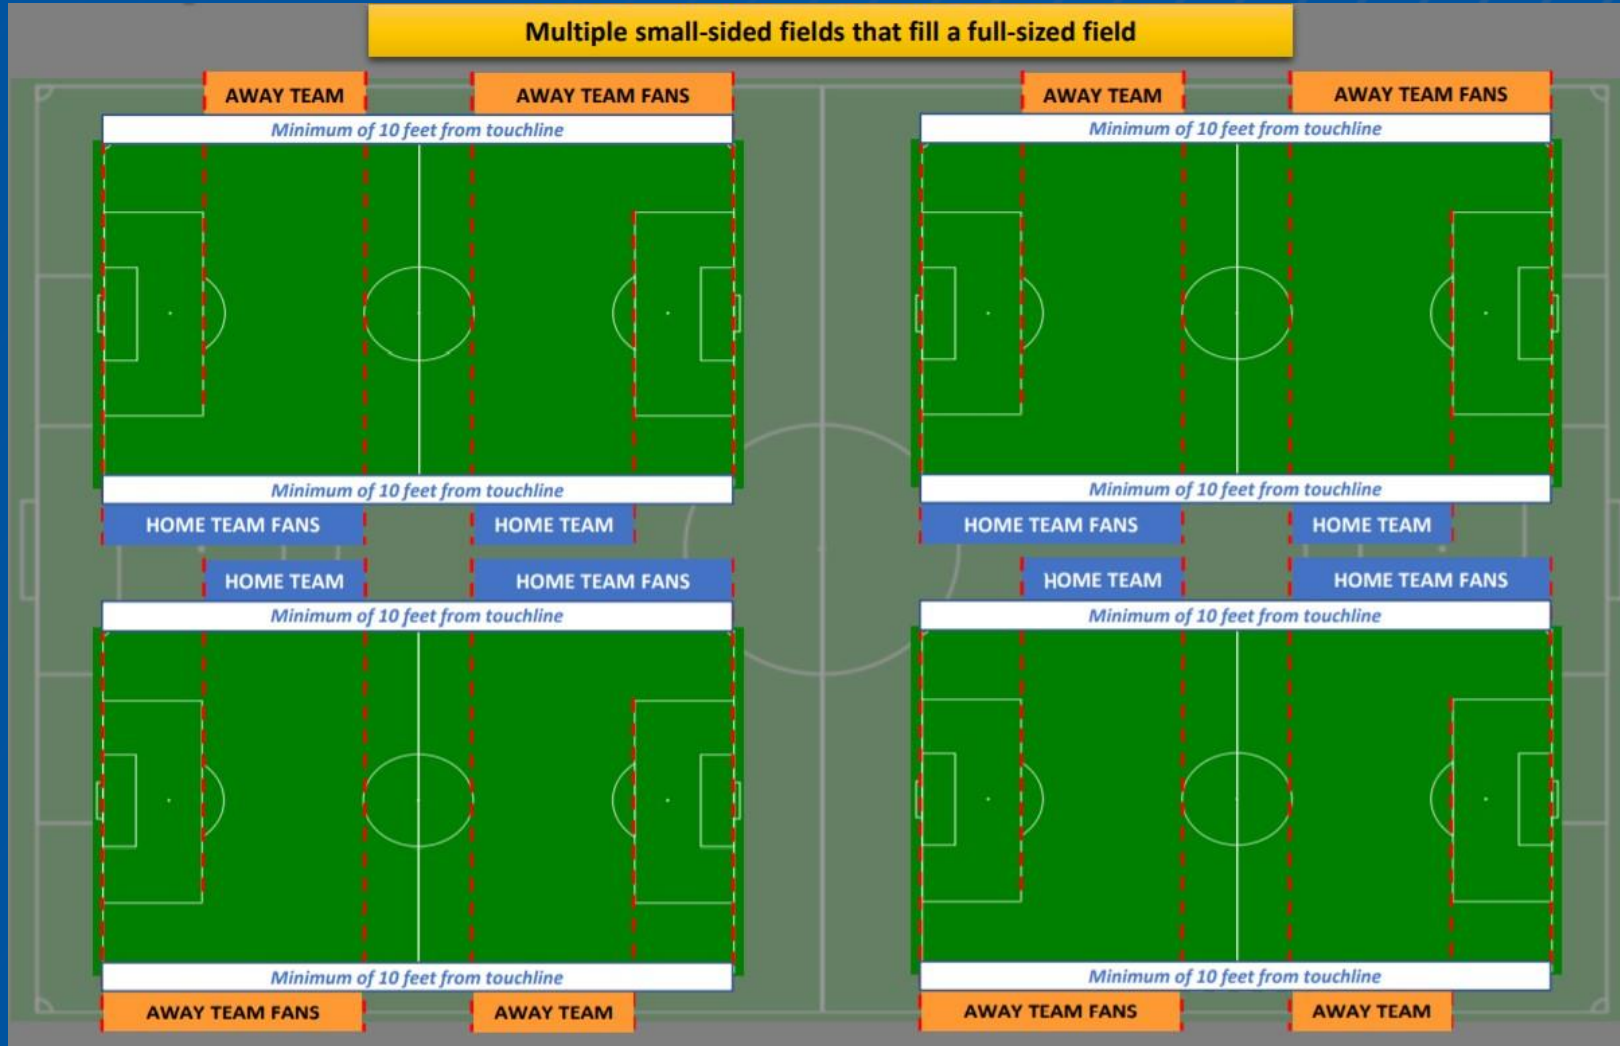 Multiple small-sided fields that fill a full-sized field
AWAY TEAM
AWAY TEAM FANS
Minimum of 10 feet from touchline
Minimum of 10 feet from touchline
HOME TEAM FANS
HOME TEAM
AWAY TEAM
AWAY TEAM FANS
Minimum of 10 feet from touchline
Minimum of 10 feet from touchline
HOME TEAM FANS
HOME TEAM
HOME TEAM
HOME TEAM FANS
Minimum of 10 feet from touchline
Minimum of 10 feet from touchline
AWAY TEAM FANS
AWAY TEAM
HOME TEAM
HOME TEAM FANS
Minimum of 10 feet from touchline
Minimum of 10 feet from touchline
AWAY TEAM FANS
AWAY TEAM